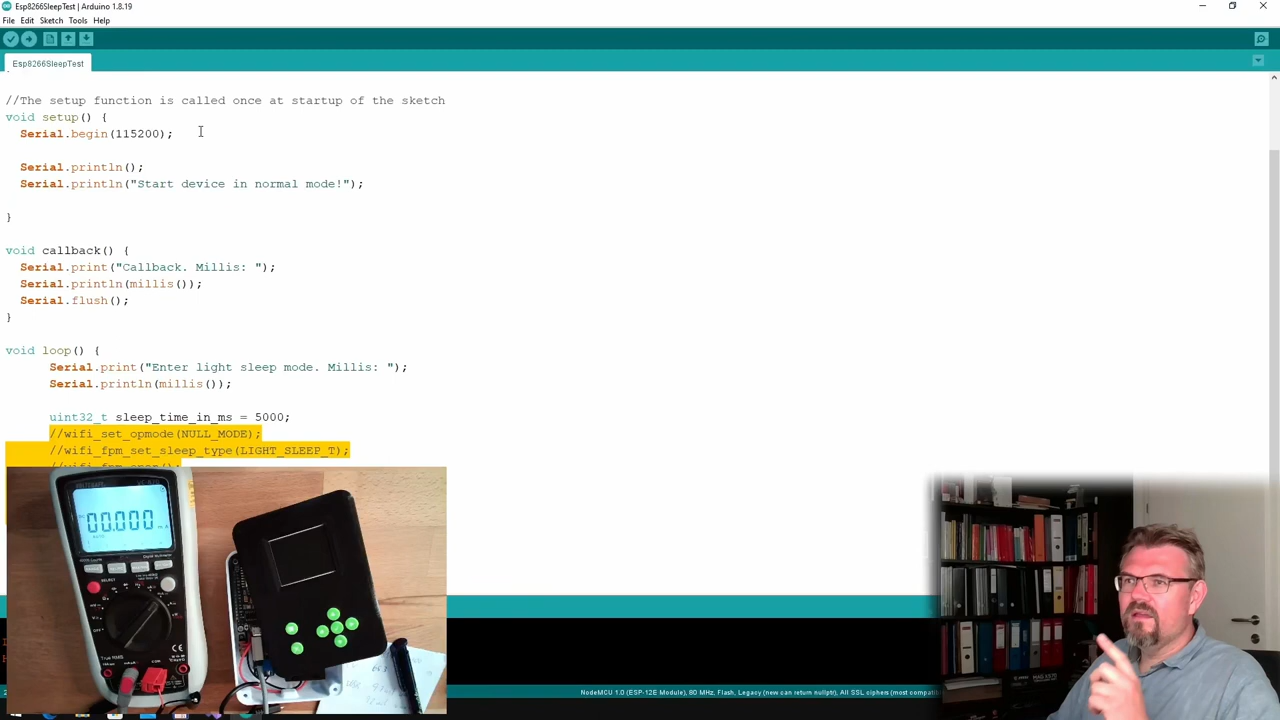 Esp8266SleepTest | Arduino 1.8.19
File Edit Sketch Tools Help
Esp8266SleepTest
//The setup function is called once at startup of the sketch
void setup() {
Serial.begin(115200);
Serial.println();
Serial.println("Start device in normal mode!");
}
void callback() {
Serial.print("Callback. Millis: ");
Serial.println(millis());
Serial.flush();
}
void loop() {
Serial.print("Enter light sleep mode. Millis: ");
Serial.println(millis());
uint32_t sleep_time_in_ms = 5000;
//wifi_set_opmode(NULL_MODE);
//wifi_fpm_set_sleep_type(LIGHT_SLEEP_T);
//wifi_fpm_open();
00.000
SELECT
NodeMCU 1.0 (ESP-12E Module), 80 MHz, Flash, Legacy (new can return nullptr), All SSL ciphers (most compati